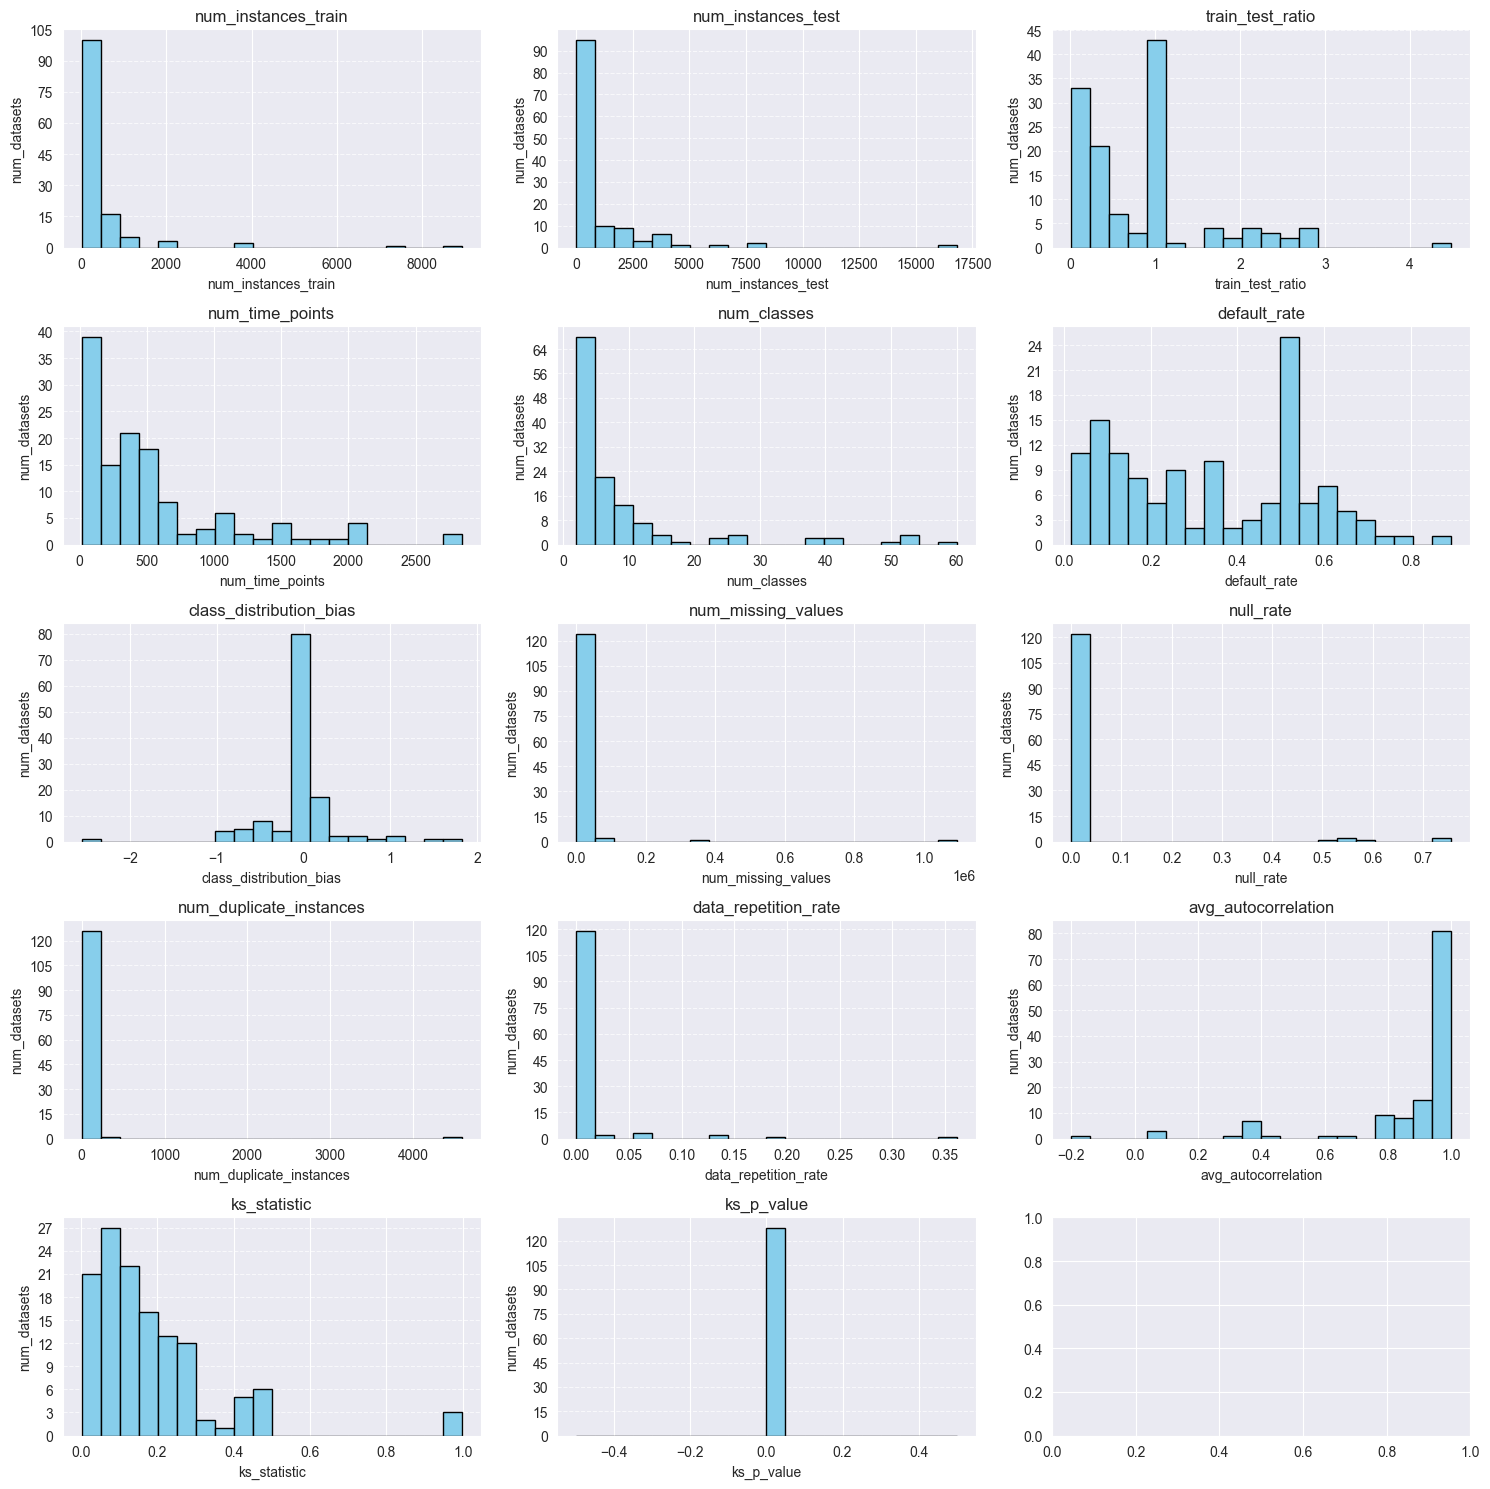 num_instances_train
num_instances_test
train_test_ratio
105
90
75
60
45
30
15
0
num_datasets
0 2000 4000 6000 8000
num_instances_train
90
80
70
60
50
40
30
20
10
0
num_datasets
0 2500 5000 7500 10000 12500 15000 17500
num_instances_test
45
40
35
30
25
20
15
10
5
0
num_datasets
0 1 2 3 4
train_test_ratio
num_time_points
num_classes
default_rate
40
35
30
25
20
15
10
5
0
num_datasets
0 500 1000 1500 2000 2500
num_time_points
64
56
48
40
32
24
16
8
0
num_datasets
0 10 20 30 40 50 60
num_classes
24
21
18
15
12
9
6
3
0
num_datasets
0.0 0.2 0.4 0.6 0.8
default_rate
class_distribution_bias
num_missing_values
null_rate
80
70
60
50
40
30
20
10
0
num_datasets
−2 −1 0 1 2
class_distribution_bias
120
105
90
75
60
45
30
15
0
num_datasets
0.0 0.2 0.4 0.6 0.8 1.0
1e6
num_missing_values
120
105
90
75
60
45
30
15
0
num_datasets
0.0 0.1 0.2 0.3 0.4 0.5 0.6 0.7
null_rate
num_duplicate_instances
data_repetition_rate
avg_autocorrelation
120
105
90
75
60
45
30
15
0
num_datasets
0 1000 2000 3000 4000
num_duplicate_instances
120
105
90
75
60
45
30
15
0
num_datasets
0.00 0.05 0.10 0.15 0.20 0.25 0.30 0.35
data_repetition_rate
80
70
60
50
40
30
20
10
0
num_datasets
−0.2 0.0 0.2 0.4 0.6 0.8 1.0
avg_autocorrelation
ks_statistic
ks_p_value
27
24
21
18
15
12
9
6
3
0
num_datasets
0.0 0.2 0.4 0.6 0.8 1.0
ks_statistic
120
105
90
75
60
45
30
15
0
num_datasets
−0.4 −0.2 0.0 0.2 0.4
ks_p_value
1.0
0.8
0.6
0.4
0.2
0.0
0.0 0.2 0.4 0.6 0.8 1.0